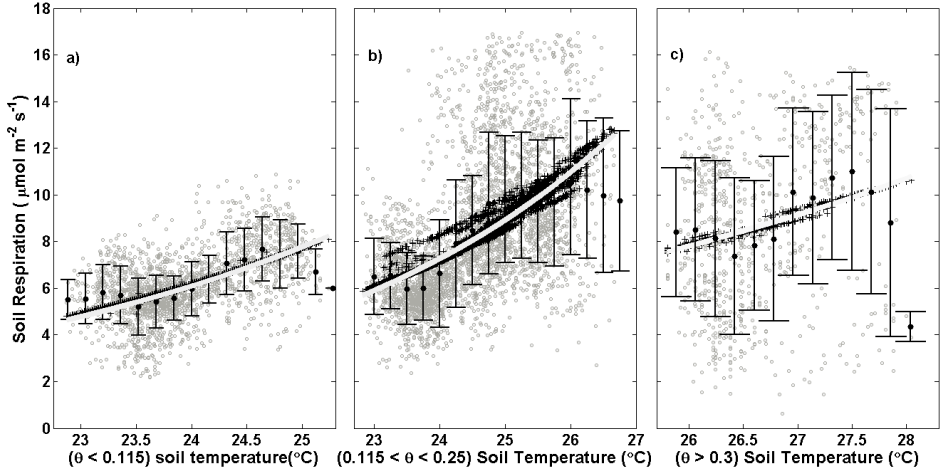 18
16
14
12
10
8
6
4
2
0
Soil Respiration ( μmol m-2 s-1)
a)
b)
c)
23 23.5 24 24.5 25
23 24 25 26 27
26 26.5 27 27.5 28
(θ < 0.115) soil temperature(°C)
(0.115 < θ < 0.25) Soil Temperature (°C)
(θ > 0.3) Soil Temperature (°C)